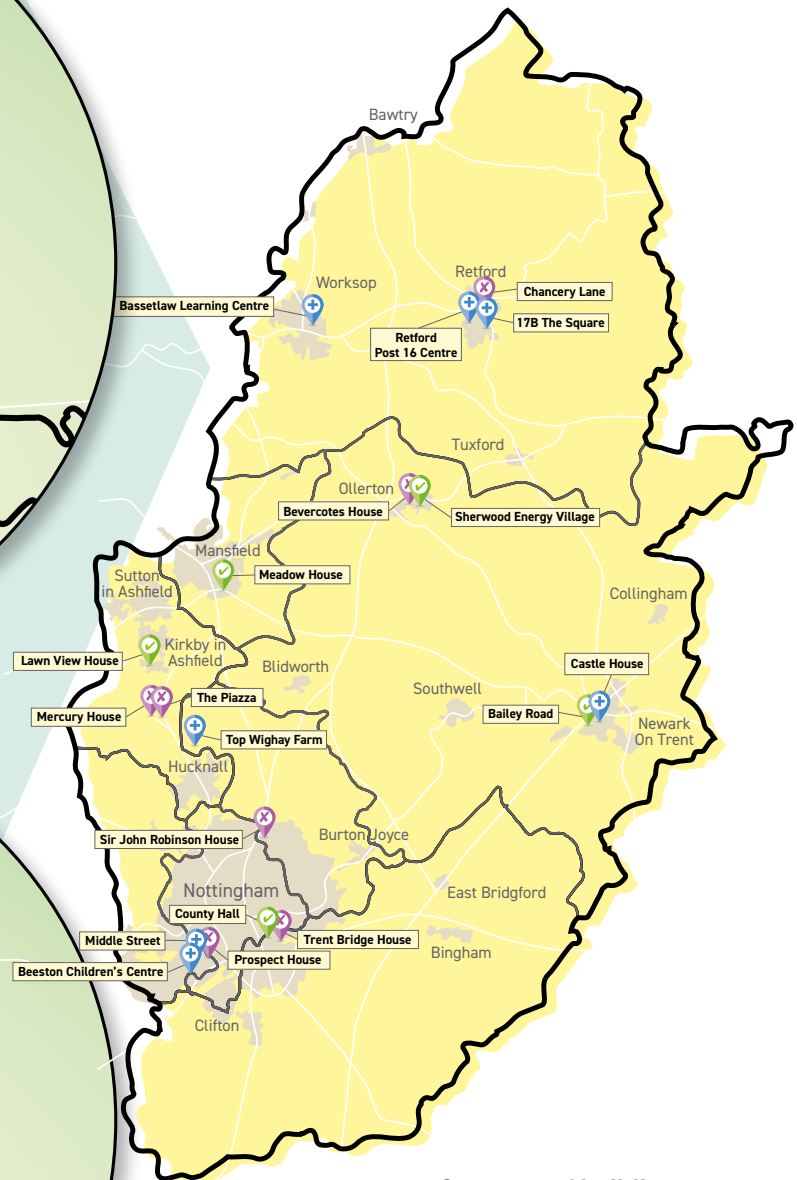 Bawtry
Worksop
Retford
Chancery Lane
Bassetlaw Learning Centre
17B The Square
Retford
Post 16 Centre
Tuxford
Ollerton
Bevercotes House
Sherwood Energy Village
Mansfield
Meadow House
Sutton
in Ashfield
Collingham
Kirkby in
Ashfield
Lawn View House
Blidworth
Castle House
Southwell
The Piazza
Mercury House
Bailey Road
Newark
On Trent
Top Wighay Farm
Hucknall
Sir John Robinson House
Burton Joyce
Nottingham
East Bridgford
County Hall
Middle Street
Trent Bridge House
Bingham
Prospect House
Beeston Children's Centre
Clifton